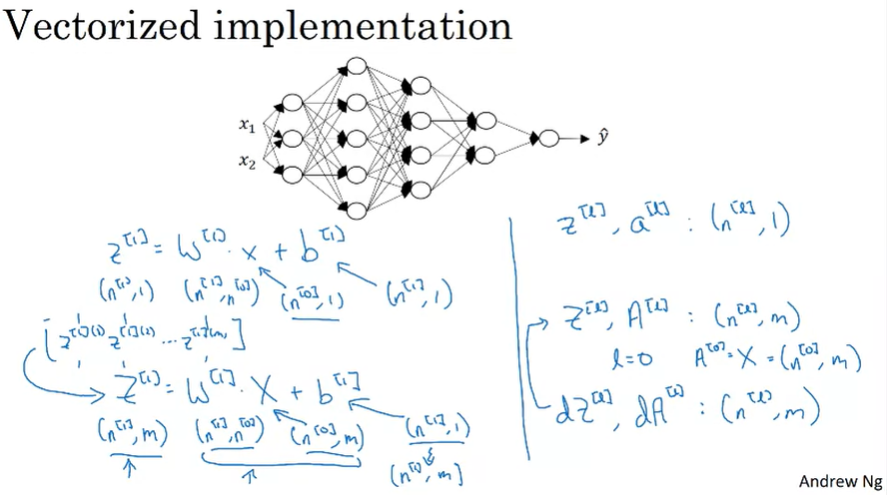 Vectorized implementation
x₁
x₂
ŷ
z^[1] = W^[1] · x + b^[1]
(n^[1], 1) (n^[1], n^[0]) (n^[0], 1) (n^[1], 1)
[z^[1](1) z^[1](2) ... z^[1](m)]
Z^[1] = W^[1] · X + b^[1]
(n^[1], m) (n^[1], n^[0]) (n^[0], m) (n^[1], 1)
(n^[1], m)
z^[l], a^[l] : (n^[l], 1)
Z^[l], A^[l] : (n^[l], m)
l=0 A^[0] = X = (n^[0], m)
dZ^[l], dA^[l] : (n^[l], m)
Andrew Ng